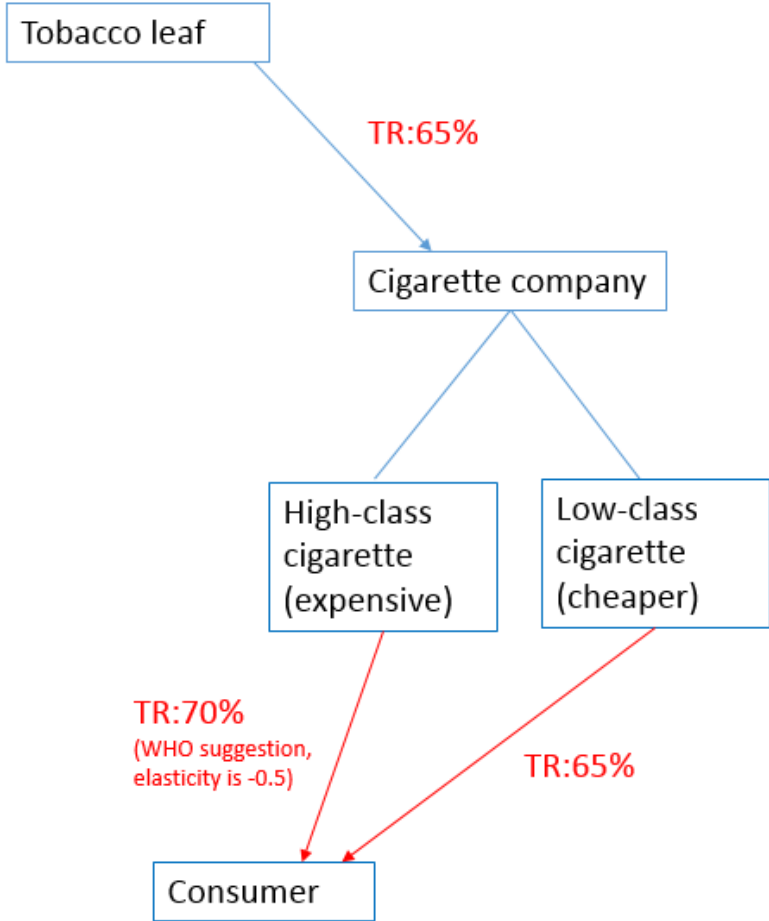 Tobacco leaf
TR:65%
Cigarette company
High-class
cigarette
(expensive)
Low-class
cigarette
(cheaper)
TR:70%
(WHO suggestion,
elasticity is -0.5)
TR:65%
Consumer